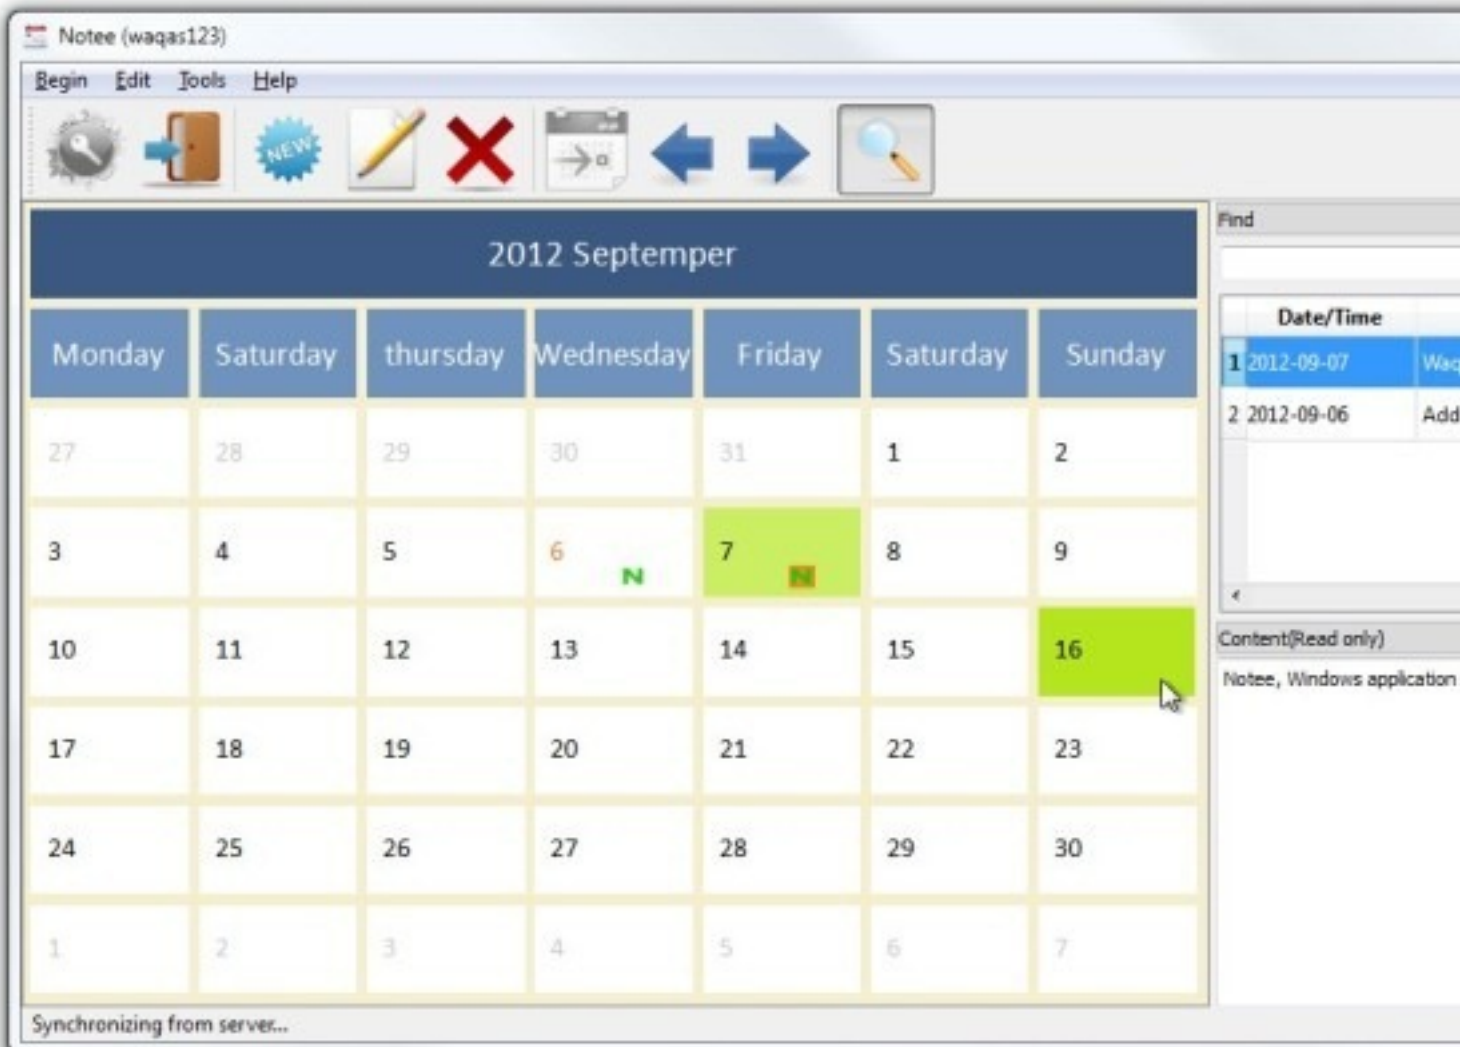 Notee (waqas123)
Begin Edit Tools Help
NEW
2012 Septemper
Monday Saturday thursday Wednesday Friday Saturday Sunday
27 28 29 30 31 1 2
3 4 5 6 N 7 N 8 9
10 11 12 13 14 15 16
17 18 19 20 21 22 23
24 25 26 27 28 29 30
1 2 3 4 5 6 7
Find
Date/Time
1 2012-09-07 Waq
2 2012-09-06 Add
Content(Read only)
Notee, Windows application
Synchronizing from server...